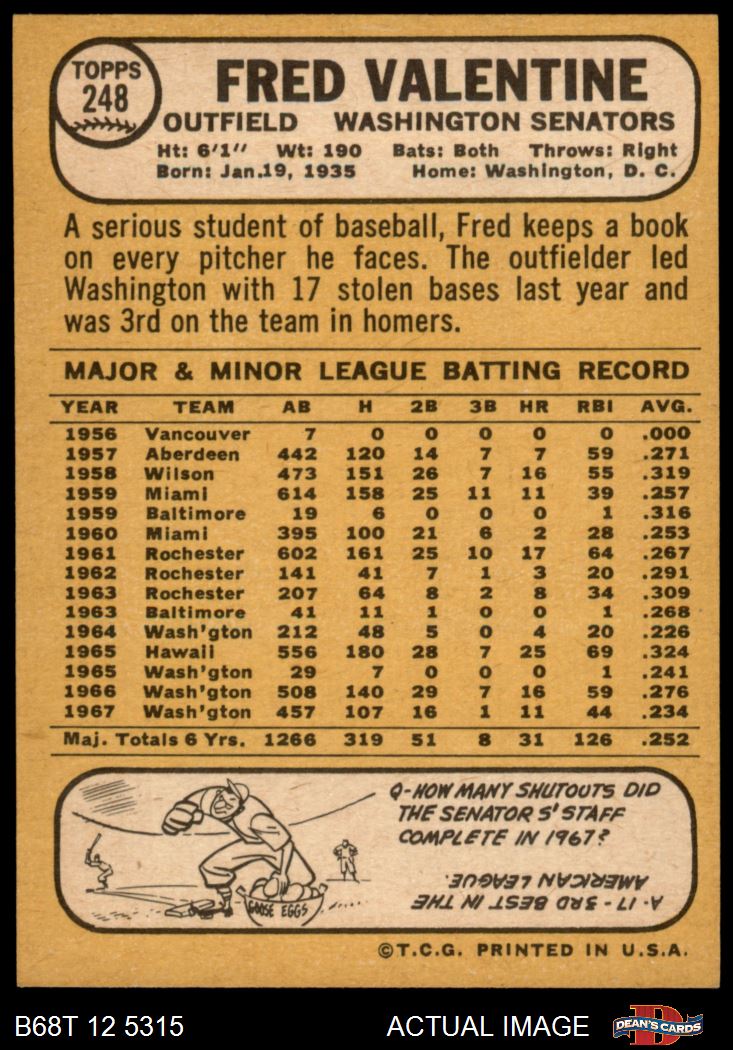 TOPPS
248
FRED VALENTINE
OUTFIELD WASHINGTON SENATORS
Ht: 6'1" Wt: 190 Bats: Both Throws: Right
Born: Jan.19, 1935 Home: Washington, D. C.
A serious student of baseball, Fred keeps a book
on every pitcher he faces. The outfielder led
Washington with 17 stolen bases last year and
was 3rd on the team in homers.
MAJOR & MINOR LEAGUE BATTING RECORD
YEAR TEAM AB H 2B 3B HR RBI AVG.
1956 Vancouver 7 0 0 0 0 0 .000
1957 Aberdeen 442 120 14 7 7 59 .271
1958 Wilson 473 151 26 7 16 55 .319
1959 Miami 614 158 25 11 11 39 .257
1959 Baltimore 19 6 0 0 0 1 .316
1960 Miami 395 100 21 6 2 28 .253
1961 Rochester 602 161 25 10 17 64 .267
1962 Rochester 141 41 7 1 3 20 .291
1963 Rochester 207 64 8 2 8 34 .309
1963 Baltimore 41 11 1 0 0 1 .268
1964 Wash'gton 212 48 5 0 4 20 .226
1965 Hawaii 556 180 28 7 25 69 .324
1965 Wash'gton 29 7 0 0 0 1 .241
1966 Wash'gton 508 140 29 7 16 59 .276
1967 Wash'gton 457 107 16 1 11 44 .234
Maj. Totals 6 Yrs. 1266 319 51 8 31 126 .252
Q-HOW MANY SHUTOUTS DID
THE SENATOR S' STAFF
COMPLETE IN 1967?
A-17-3RD BEST IN THE
AMERICAN LEAGUE.
GOOSE EGGS
©T.C.G. PRINTED IN U.S.A.
B68T 12 5315 ACTUAL IMAGE D DEAN'S CARDS